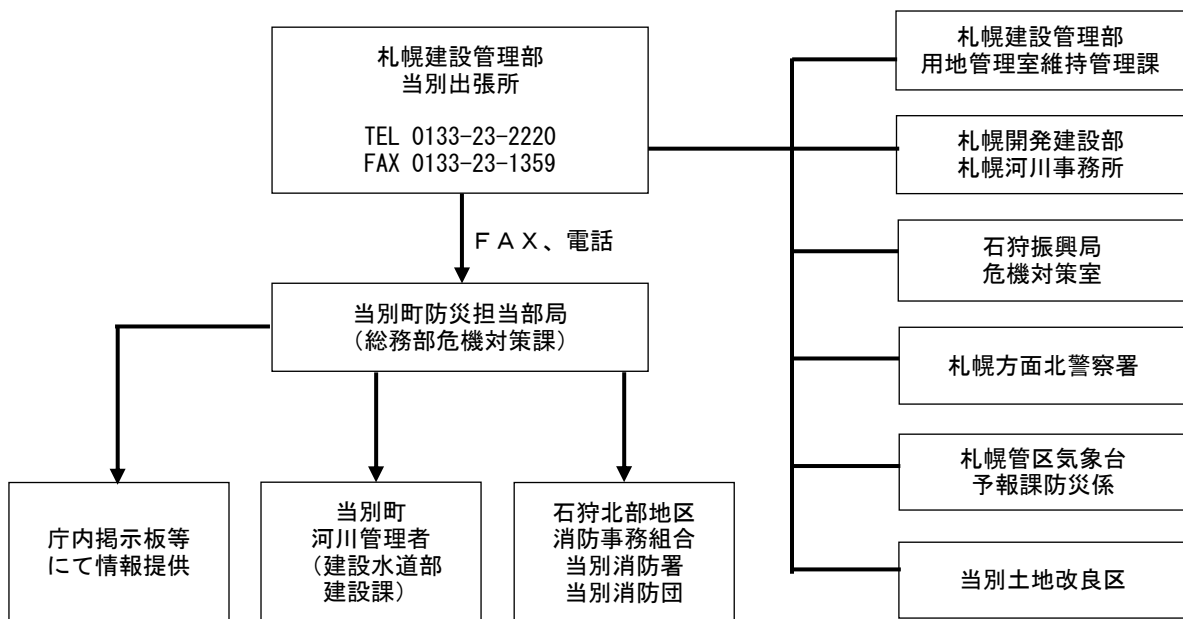 札幌建設管理部
当別出張所
TEL 0133-23-2220
FAX 0133-23-1359
ＦＡＸ、電話
当別町防災担当部局
（総務部危機対策課）
庁内掲示板等
にて情報提供
当別町
河川管理者
（建設水道部
建設課）
石狩北部地区
消防事務組合
当別消防署
当別消防団
札幌建設管理部
用地管理室維持管理課
札幌開発建設部
札幌河川事務所
石狩振興局
危機対策室
札幌方面北警察署
札幌管区気象台
予報課防災係
当別土地改良区